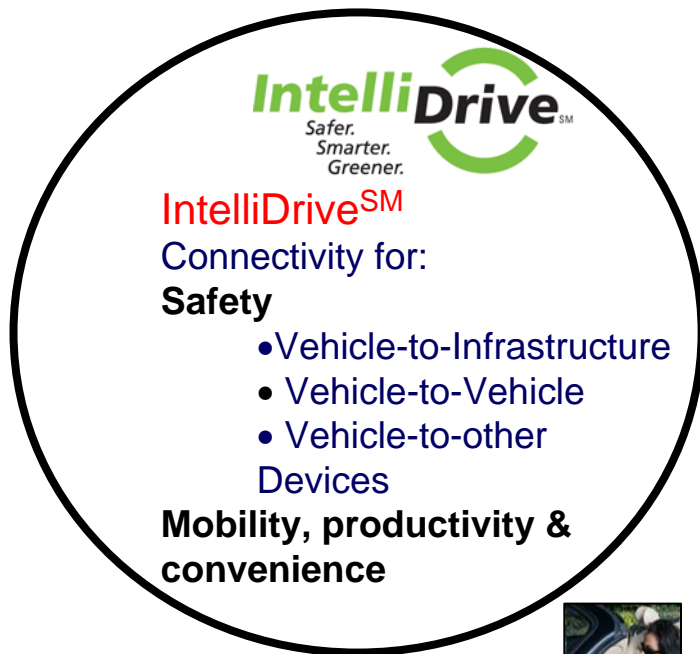 IntelliDrive SM
Safer.
Smarter.
Greener.
IntelliDriveSM
Connectivity for:
Safety
•Vehicle-to-Infrastructure
• Vehicle-to-Vehicle
• Vehicle-to-other
Devices
Mobility, productivity &
convenience